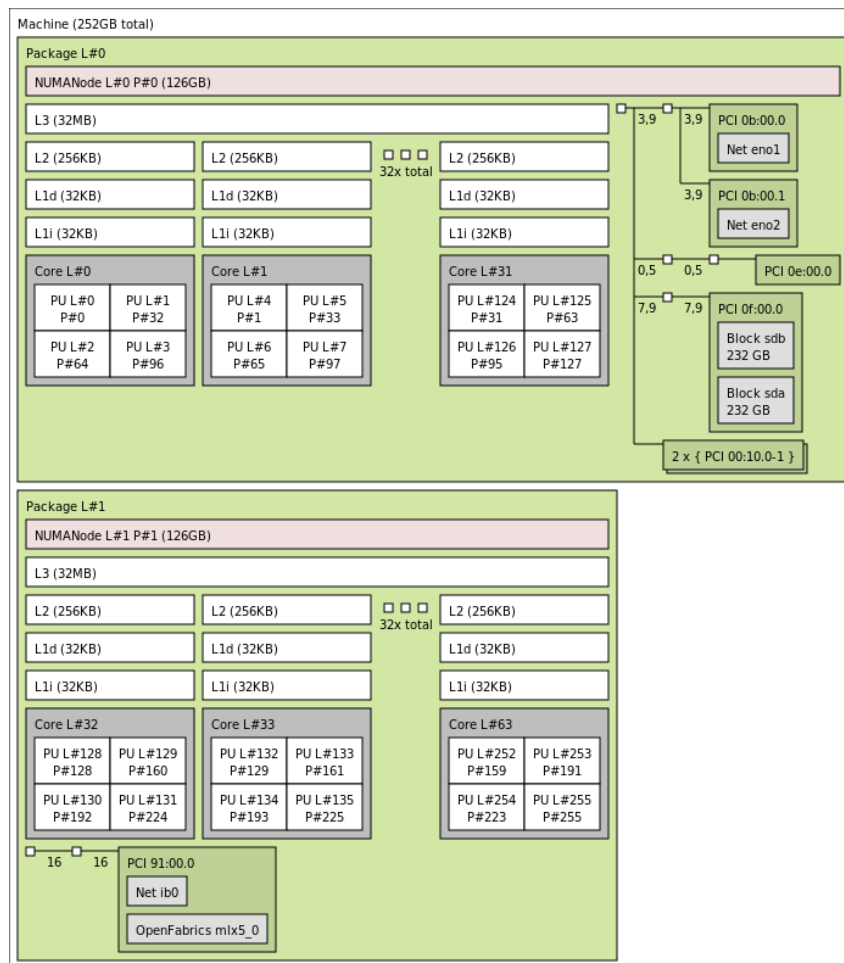 Machine (252GB total)
Package L#0
NUMANode L#0 P#0 (126GB)
L3 (32MB)
L2 (256KB) L2 (256KB) L2 (256KB)
32x total
L1d (32KB) L1d (32KB) L1d (32KB)
L1i (32KB) L1i (32KB) L1i (32KB)
Core L#0 Core L#1 Core L#31
PU L#0 PU L#1 PU L#4 PU L#5 PU L#124 PU L#125
P#0 P#32 P#1 P#33 P#31 P#63
PU L#2 PU L#3 PU L#6 PU L#7 PU L#126 PU L#127
P#64 P#96 P#65 P#97 P#95 P#127
3,9 3,9 PCI 0b:00.0
Net eno1
3,9 PCI 0b:00.1
Net eno2
0,5 0,5 PCI 0e:00.0
7,9 7,9 PCI 0f:00.0
Block sdb
232 GB
Block sda
232 GB
2 x { PCI 00:10.0-1 }
Package L#1
NUMANode L#1 P#1 (126GB)
L3 (32MB)
L2 (256KB) L2 (256KB) L2 (256KB)
32x total
L1d (32KB) L1d (32KB) L1d (32KB)
L1i (32KB) L1i (32KB) L1i (32KB)
Core L#32 Core L#33 Core L#63
PU L#128 PU L#129 PU L#132 PU L#133 PU L#252 PU L#253
P#128 P#160 P#129 P#161 P#159 P#191
PU L#130 PU L#131 PU L#134 PU L#135 PU L#254 PU L#255
P#192 P#224 P#193 P#225 P#223 P#255
16 16 PCI 91:00.0
Net ib0
OpenFabrics mlx5_0